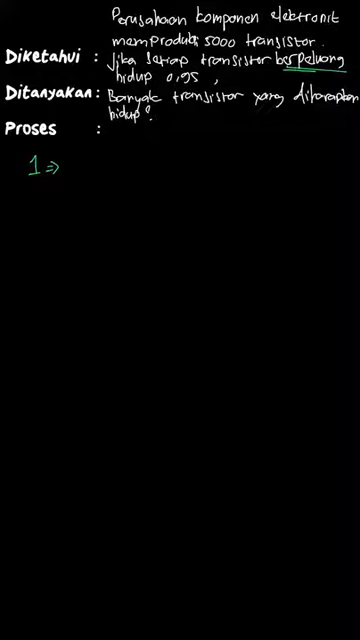 Perusahaan komponen elektronik
memproduksi 5000 transistor.
Diketahui : Jika setiap transistor berpeluang
hidup 0,95 ,
Ditanyakan: Banyak transistor yang diharapkan
hidup?
Proses :
1 ⇒